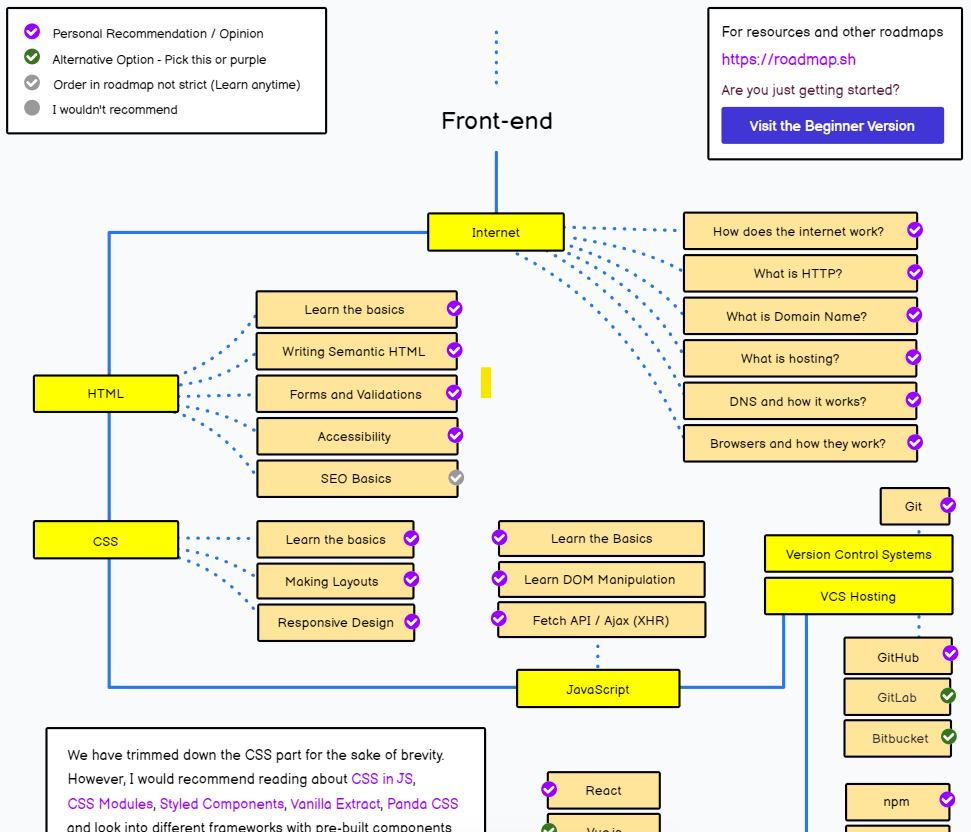 Personal Recommendation / Opinion
Alternative Option - Pick this or purple
Order in roadmap not strict (Learn anytime)
I wouldn't recommend
For resources and other roadmaps
https://roadmap.sh
Are you just getting started?
Visit the Beginner Version
Front-end
Internet
How does the internet work?
What is HTTP?
What is Domain Name?
What is hosting?
DNS and how it works?
Browsers and how they work?
HTML
Learn the basics
Writing Semantic HTML
Forms and Validations
Accessibility
SEO Basics
CSS
Learn the basics
Making Layouts
Responsive Design
Learn the Basics
Learn DOM Manipulation
Fetch API / Ajax (XHR)
JavaScript
Git
Version Control Systems
VCS Hosting
GitHub
GitLab
Bitbucket
We have trimmed down the CSS part for the sake of brevity.
However, I would recommend reading about CSS in JS,
CSS Modules, Styled Components, Vanilla Extract, Panda CSS
and look into different frameworks with pre-built components
React
Vue.js
npm